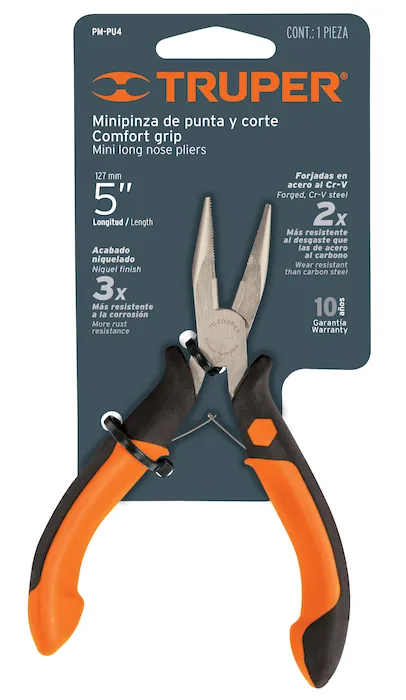 PM-PU4
CONT.: 1 PIEZA
TRUPER®
Minipinza de punta y corte
Comfort grip
Mini long nose pliers
127 mm
5"
Longitud / Length
Acabado
niquelado
Niquel finish
3x
Más resistente
a la corrosión
More rust
resistance
Forjadas en
acero al Cr-V
Forged, Cr-V steel
2x
Más resistente
al desgaste que
las de acero
al carbono
Wear resistant
than carbon steel
10 años
Garantía
Warranty
TRUPER